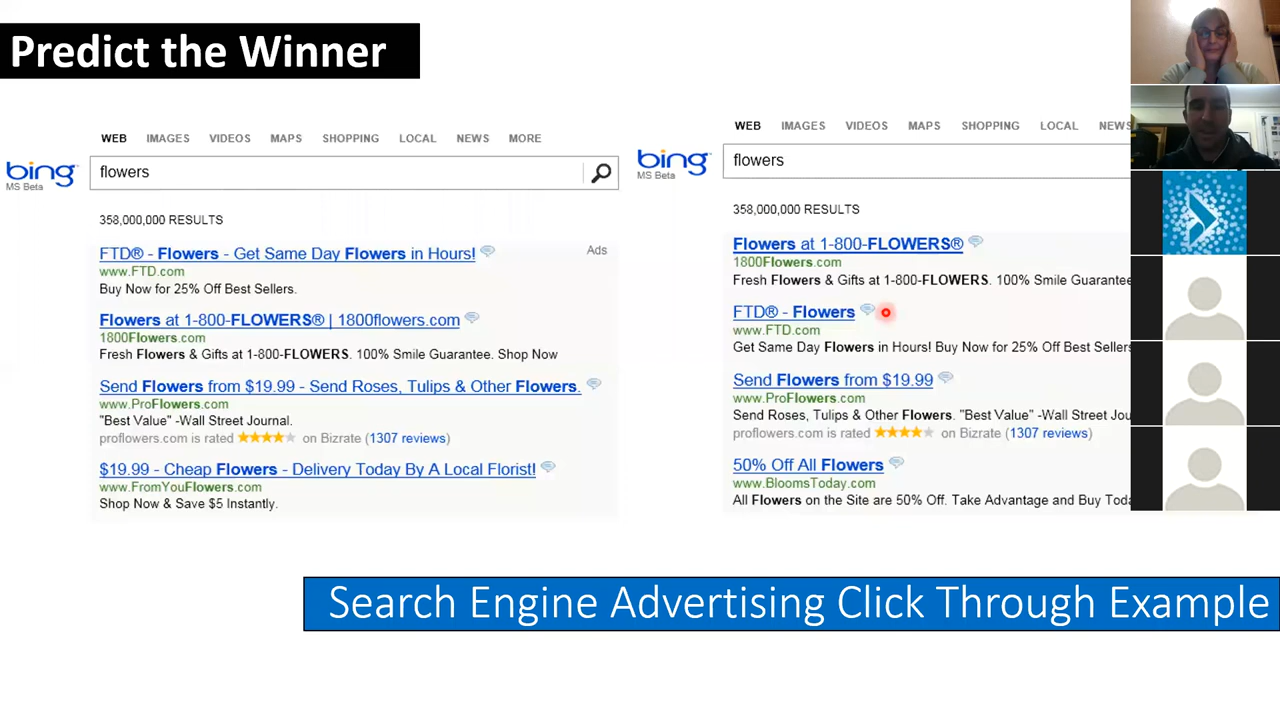 Predict the Winner
WEB IMAGES VIDEOS MAPS SHOPPING LOCAL NEWS MORE
bing
MS Beta
flowers
358,000,000 RESULTS
FTD® - Flowers - Get Same Day Flowers in Hours!
Ads
www.FTD.com
Buy Now for 25% Off Best Sellers.
Flowers at 1-800-FLOWERS® | 1800flowers.com
1800Flowers.com
Fresh Flowers & Gifts at 1-800-FLOWERS. 100% Smile Guarantee. Shop Now
Send Flowers from $19.99 - Send Roses, Tulips & Other Flowers.
www.ProFlowers.com
"Best Value" -Wall Street Journal.
proflowers.com is rated on Bizrate (1307 reviews)
$19.99 - Cheap Flowers - Delivery Today By A Local Florist!
www.FromYouFlowers.com
Shop Now & Save $5 Instantly.
WEB IMAGES VIDEOS MAPS SHOPPING LOCAL NEWS
bing
MS Beta
flowers
358,000,000 RESULTS
Flowers at 1-800-FLOWERS®
1800Flowers.com
Fresh Flowers & Gifts at 1-800-FLOWERS. 100% Smile Guarantee
FTD® - Flowers
www.FTD.com
Get Same Day Flowers in Hours! Buy Now for 25% Off Best Sellers
Send Flowers from $19.99
www.ProFlowers.com
Send Roses, Tulips & Other Flowers. "Best Value" -Wall Street Jou
proflowers.com is rated on Bizrate (1307 reviews)
50% Off All Flowers
www.BloomsToday.com
All Flowers on the Site are 50% Off. Take Advantage and Buy Toda
Search Engine Advertising Click Through Example